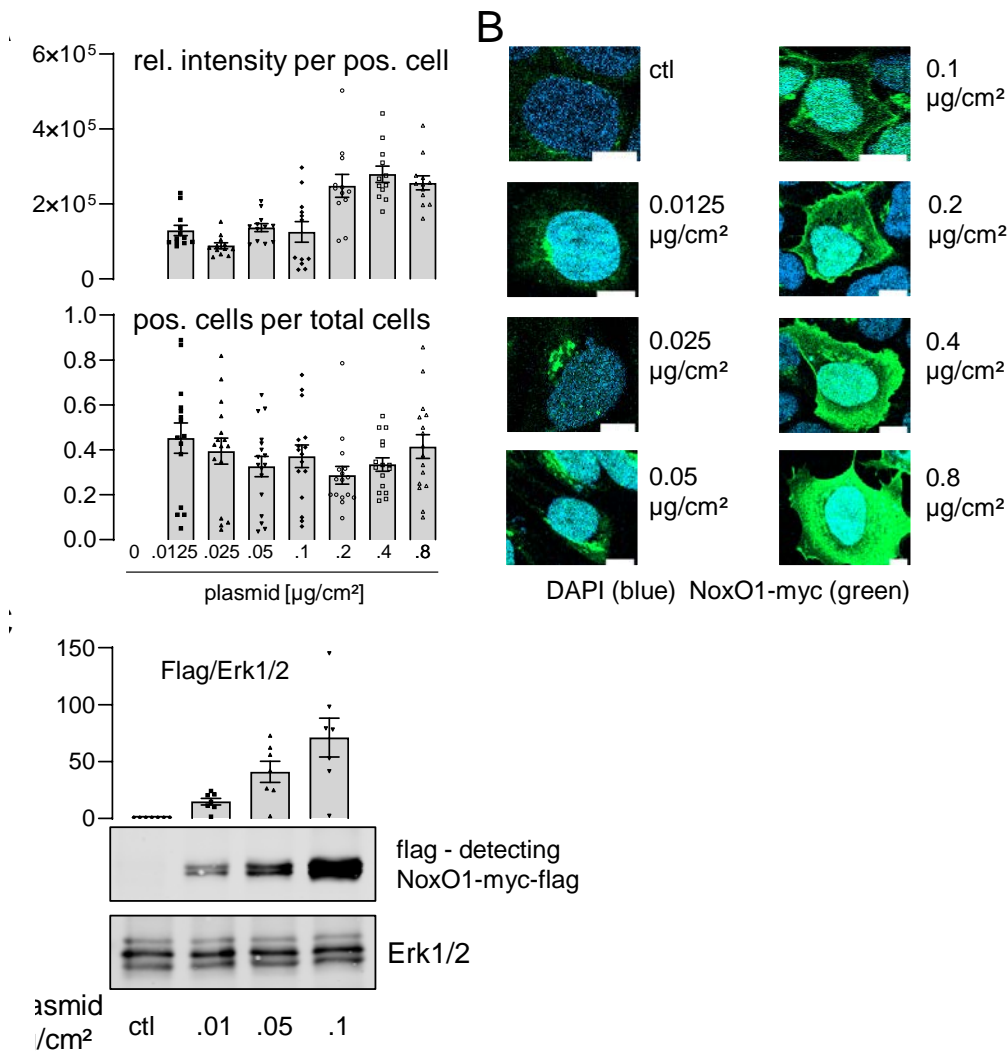 B
6×10⁵
rel. intensity per pos. cell
4×10⁵
2×10⁵
0
1.0
pos. cells per total cells
0.8
0.6
0.4
0.2
0.0
0 .0125 .025 .05 .1 .2 .4 .8
plasmid [µg/cm²]
ctl
0.0125
µg/cm²
0.025
µg/cm²
0.05
µg/cm²
0.1
µg/cm²
0.2
µg/cm²
0.4
µg/cm²
0.8
µg/cm²
DAPI (blue) NoxO1-myc (green)
150
Flag/Erk1/2
100
50
0
flag - detecting
NoxO1-myc-flag
Erk1/2
asmid
ctl .01 .05 .1
/cm²